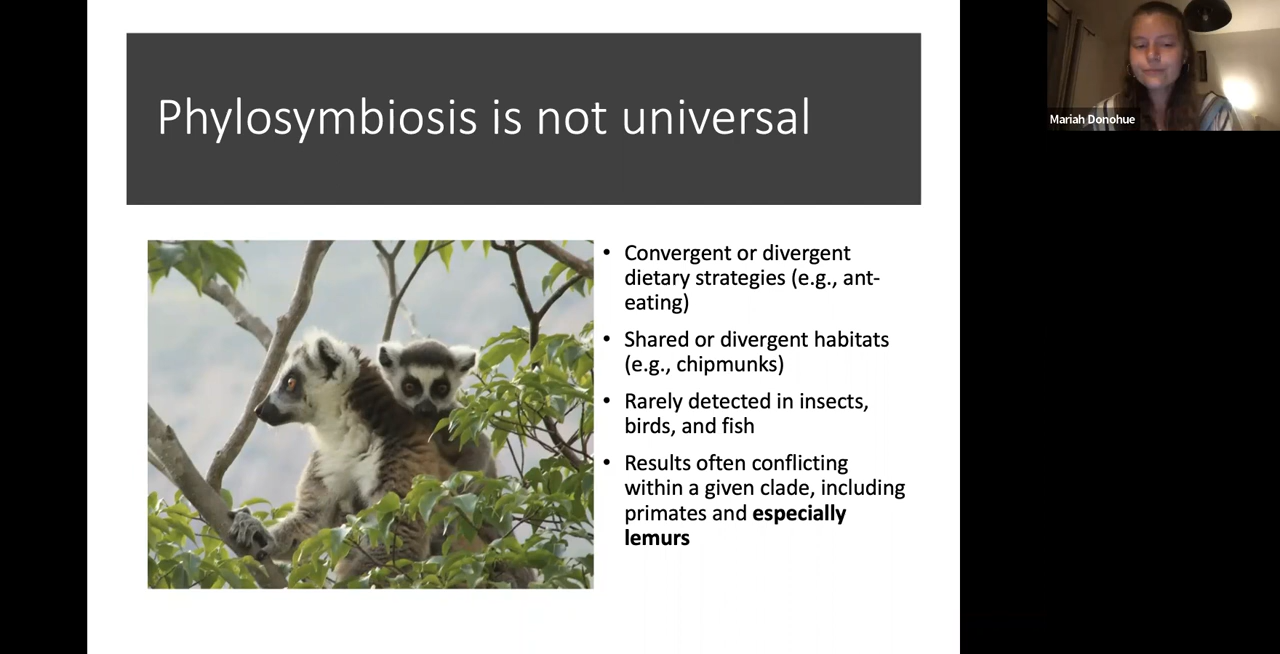 Phylosymbiosis is not universal
Mariah Donohue
• Convergent or divergent
dietary strategies (e.g., ant-
eating)
• Shared or divergent habitats
(e.g., chipmunks)
• Rarely detected in insects,
birds, and fish
• Results often conflicting
within a given clade, including
primates and especially
lemurs